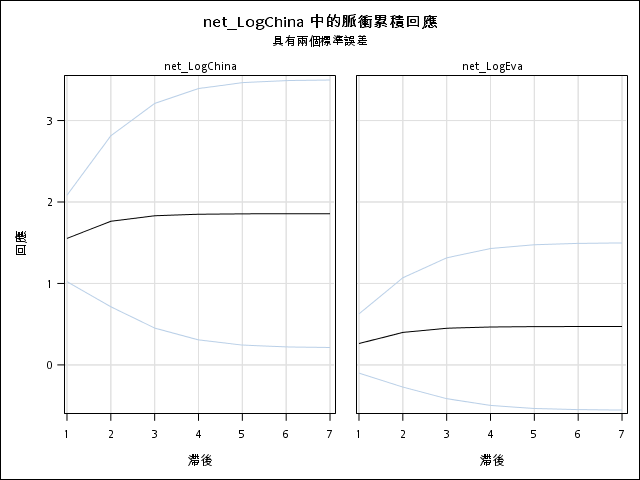 net_LogChina 中的脈衝累積回應
具有兩個標準誤差
net_LogChina
net_LogEva
回應
3
2
1
0
1 2 3 4 5 6 7
1 2 3 4 5 6 7
滯後
滯後